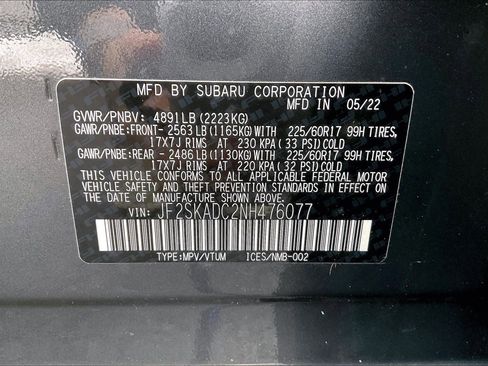 MFD BY SUBARU CORPORATION
MFD IN 05/22
GVWR/PNBV: 4891LB (2223KG)
GAWR/PNBE:FRONT- 2563LB (1165KG)WITH 225/60R17 99H TIRES,
17X7J RIMS AT 230 KPA (33 PSI)COLD
GAWR/PNBE:REAR - 2486LB (1130KG)WITH 225/60R17 99H TIRES,
17X7J RIMS AT 220 KPA (32 PSI)COLD
THIS VEHICLE CONFORMS TO ALL APPLICABLE FEDERAL MOTOR
VEHICLE SAFETY, BUMPER, AND THEFT PREVENTION STANDARDS
IN EFFECT ON THE DATE OF MANUFACTURE SHOWN ABOVE.
VIN: JF2SKADC2NH476077
TYPE:MPV/VTUM ICES/NMB-002